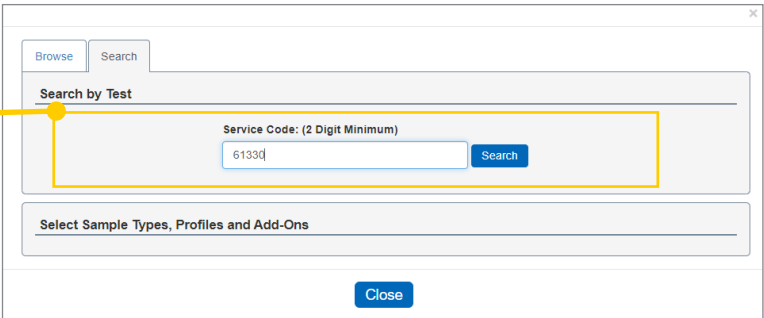 ×
Browse Search
Search by Test
Service Code: (2 Digit Minimum)
61330 Search
Select Sample Types, Profiles and Add-Ons
Close